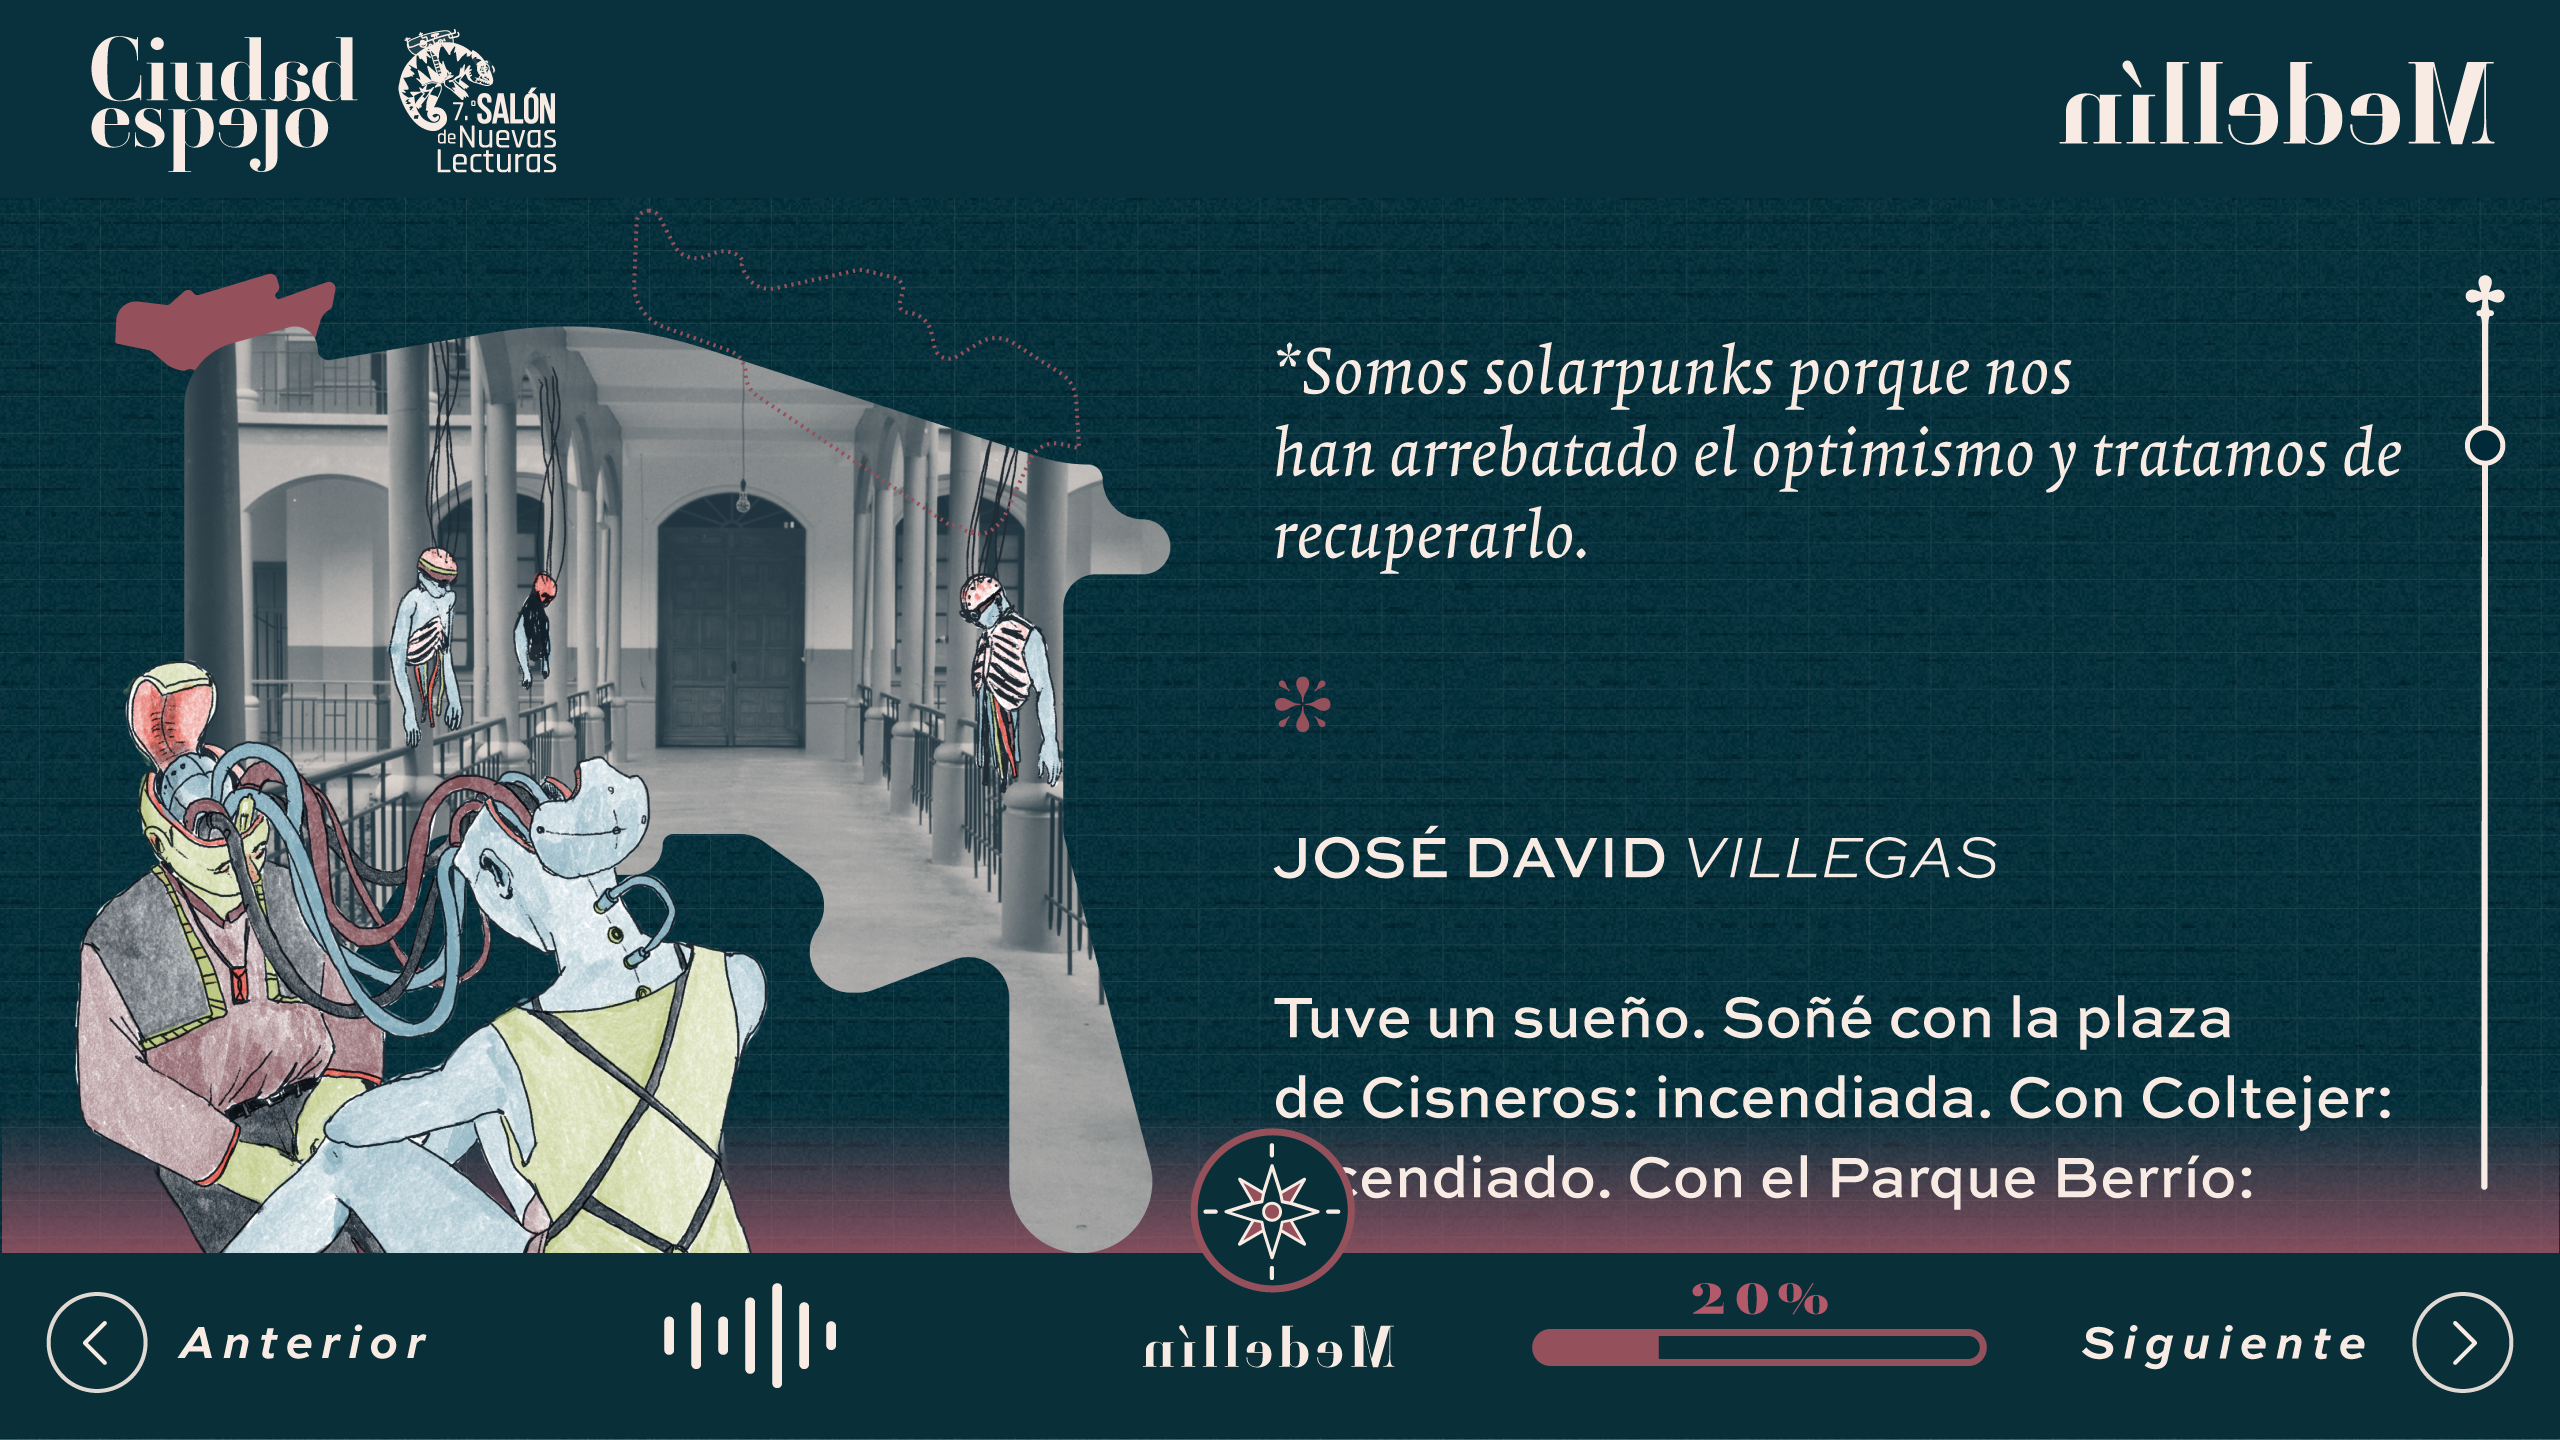 Ciudad
espejo
7.º SALÓN
de Nuevas
Lecturas
Medellín
*Somos solarpunks porque nos
han arrebatado el optimismo y tratamos de
recuperarlo.
JOSÉ DAVID VILLEGAS
Tuve un sueño. Soñé con la plaza
de Cisneros: incendiada. Con Coltejer:
cendiado. Con el Parque Berrío:
Anterior
Medellín
20%
Siguiente